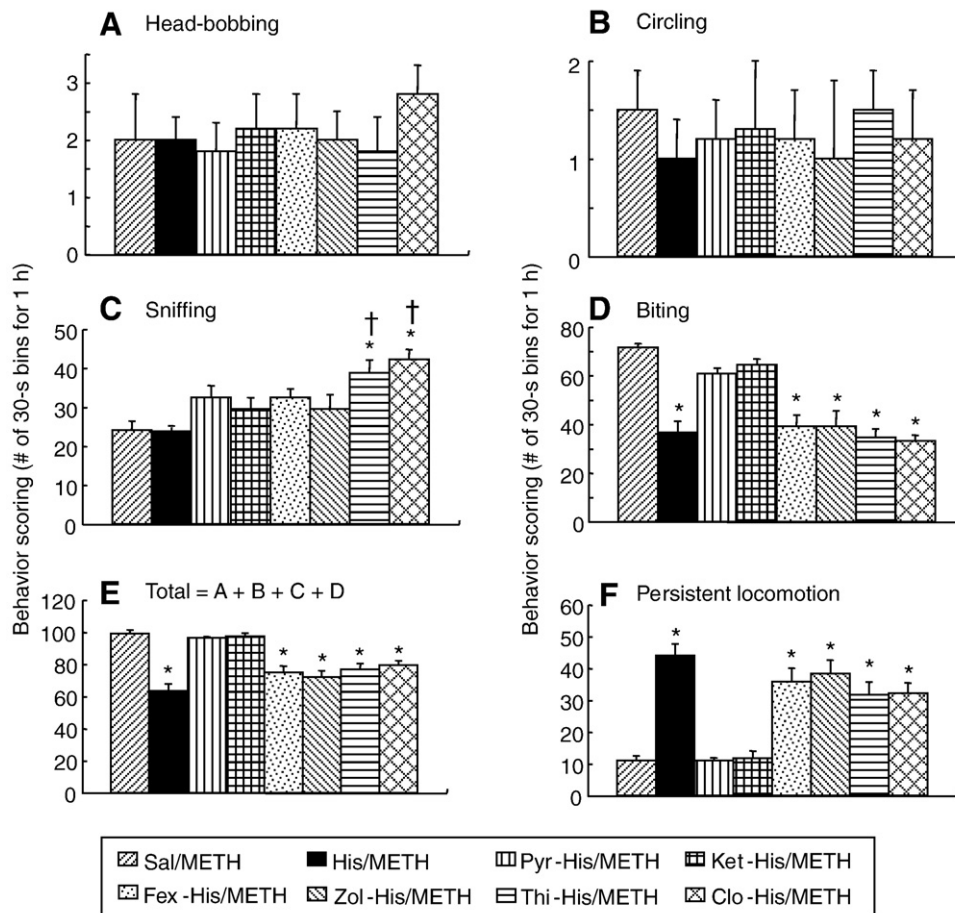 A Head-bobbing
3
2
1
0
B Circling
2
1
0
Behavior scoring (# of 30-s bins for 1 h)
Behavior scoring (# of 30-s bins for 1 h)
C Sniffing
50
40
30
20
10
0
* † * †
D Biting
80
60
40
20
0
* * * * *
E Total = A + B + C + D
120
100
80
60
40
20
0
* * * * *
F Persistent locomotion
60
50
40
30
20
10
0
* * * * *
Sal/METH His/METH Pyr-His/METH Ket-His/METH
Fex-His/METH Zol-His/METH Thi-His/METH Clo-His/METH